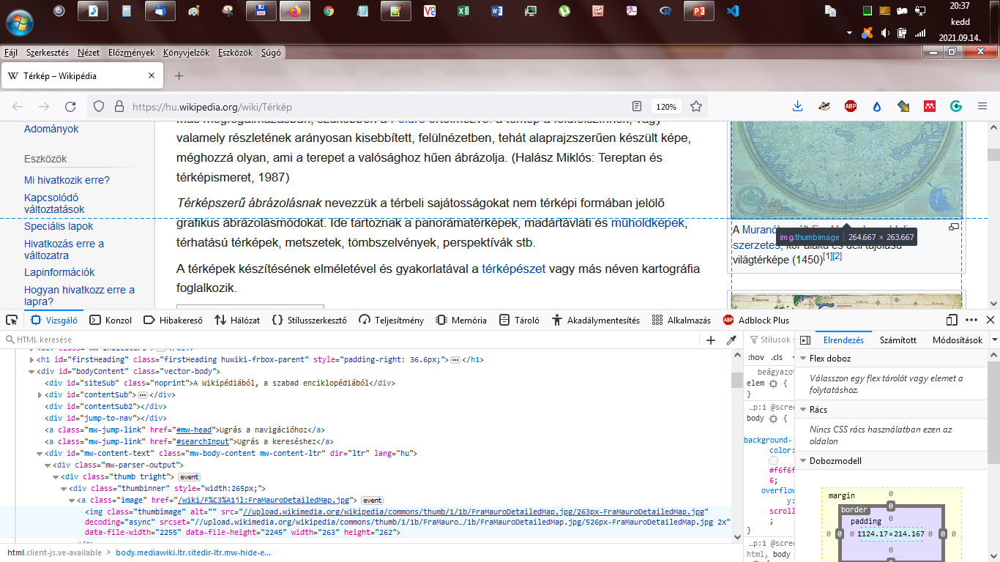 20:37
kedd
2021.09.14.
Fájl Szerkesztés Nézet Előzmények Könyvjelzők Eszközök Súgó
Térkép – Wikipédia
https://hu.wikipedia.org/wiki/Térkép
120%
ABP
Adományok
Eszközök
Mi hivatkozik erre?
Kapcsolódó
változtatások
Speciális lapok
Hivatkozás erre a
változatra
Lapinformációk
Hogyan hivatkozz erre a
lapra?
valamely részletének arányosan kisebbített, felülnézetben, tehát alaprajzszerűen készült képe,
méghozzá olyan, ami a terepet a valósághoz hűen ábrázolja. (Halász Miklós: Tereptan és
térképismeret, 1987)
Térképszerű ábrázolásnak nevezzük a térbeli sajátosságokat nem térképi formában jelölő
grafikus ábrázolásmódokat. Ide tartoznak a panorámatérképek, madártávlati és műholdképek,
térhatású térképek, metszetek, tömbszelvények, perspektívák stb.
A térképek készítésének elméletével és gyakorlatával a térképészet vagy más néven kartográfia
foglalkozik.
img.thumbimage 264.667 × 263.667
világtérképe (1450)[1][2]
Vizsgáló Konzol Hibakereső Hálózat Stílusszerkesztő Teljesítmény Memória Tároló Akadálymentesítés Alkalmazás Adblock Plus
HTML keresése
<h1 id="firstHeading" class="firstHeading huwiki-frbox-parent" style="padding-right: 36.6px;"></h1>
<div id="bodyContent" class="vector-body">
<div id="siteSub" class="noprint">A Wikipédiából, a szabad enciklopédiából</div>
<div id="contentSub"></div>
<div id="contentSub2"></div>
<div id="jump-to-nav"></div>
<a class="mw-jump-link" href="#mw-head">Ugrás a navigációhoz</a>
<a class="mw-jump-link" href="#searchInput">Ugrás a kereséshez</a>
<div id="mw-content-text" class="mw-body-content mw-content-ltr" dir="ltr" lang="hu">
<div class="mw-parser-output">
<div class="thumb tright"> event
<div class="thumbinner" style="width:265px;">
<a class="image" href="/wiki/F%C3%A1jl:FraMauroDetailedMap.jpg"> event
<img class="thumbimage" alt="" src="//upload.wikimedia.org/wikipedia/commons/thumb/1/1b/FraMauroDetailedMap.jpg/263px-FraMauroDetailedMap.jpg"
decoding="async" srcset="//upload.wikimedia.org/wikipedia/commons/thumb/1/1b/FraMauro…/1b/FraMauroDetailedMap.jpg/526px-FraMauroDetailedMap.jpg 2x"
data-file-width="2255" data-file-height="2245" width="263" height="262">
html.client-js.ve-available body.mediawiki.ltr.sitedir-ltr.mw-hide-e…
Stílusok
:hov .cls
beágyazo
elem {
}
…p:1 @scre
body {
background-
color:
#f6f6f
6;
overflow
y:
scroll
;
}
…p:1 @scre
html, body
Elrendezés Számított Módosítások
Flex doboz
Válasszon egy flex tárolót vagy elemet a
folytatáshoz.
Rács
Nincs CSS rács használatban ezen az
oldalon
Dobozmodell
margin 0
border 0
padding 0
0 0 0 1124.17×214.167 0 0 0
0